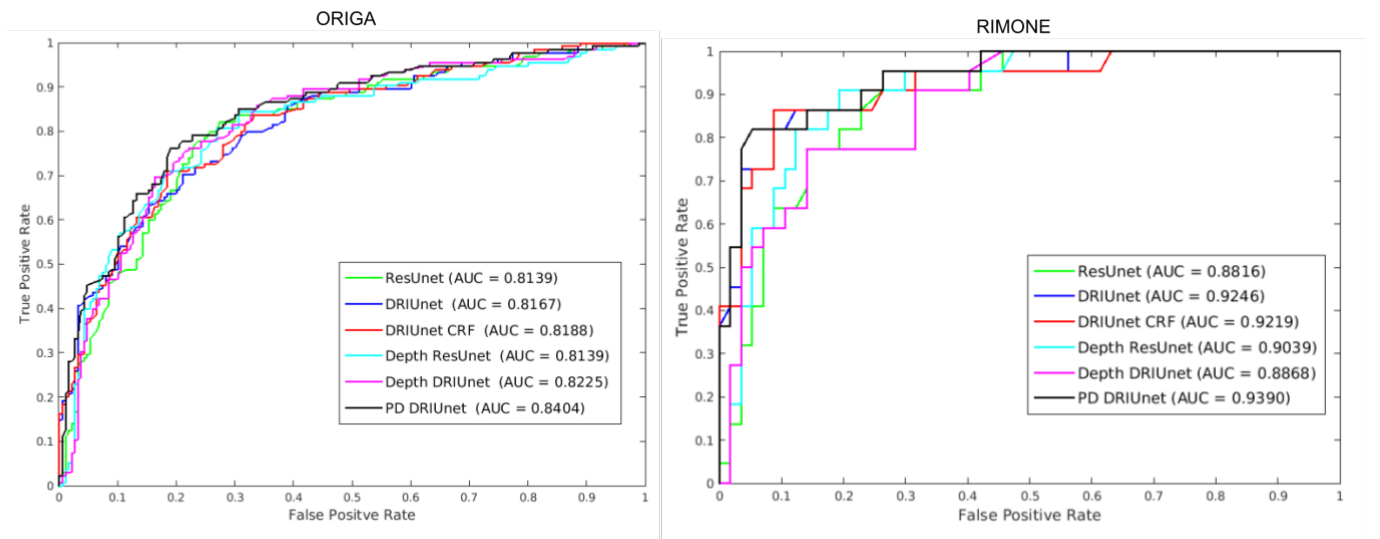 ORIGA
1
0.9
0.8
0.7
0.6
0.5
0.4
0.3
0.2
0.1
0
True Positive Rate
ResUnet (AUC = 0.8139)
DRIUnet (AUC = 0.8167)
DRIUnet CRF (AUC = 0.8188)
Depth ResUnet (AUC = 0.8139)
Depth DRIUnet (AUC = 0.8225)
PD DRIUnet (AUC = 0.8404)
0 0.1 0.2 0.3 0.4 0.5 0.6 0.7 0.8 0.9 1
False Positve Rate
RIMONE
1
0.9
0.8
0.7
0.6
0.5
0.4
0.3
0.2
0.1
0
True Positive Rate
ResUnet (AUC = 0.8816)
DRIUnet (AUC = 0.9246)
DRIUnet CRF (AUC = 0.9219)
Depth ResUnet (AUC = 0.9039)
Depth DRIUnet (AUC = 0.8868)
PD DRIUnet (AUC = 0.9390)
0 0.1 0.2 0.3 0.4 0.5 0.6 0.7 0.8 0.9 1
False Positive Rate